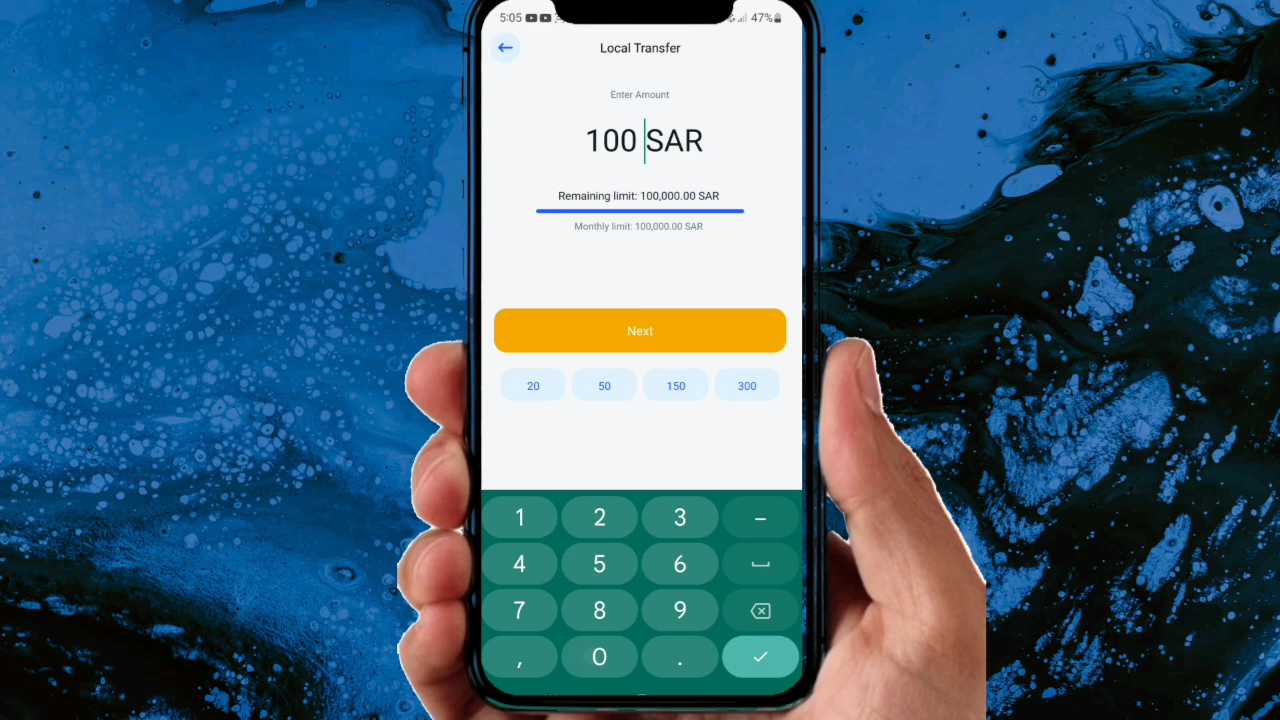 5:05 47%
Local Transfer
Enter Amount
100 SAR
Remaining limit: 100,000.00 SAR
Monthly limit: 100,000.00 SAR
Next
20 50 150 300
1 2 3 –
4 5 6
7 8 9
, 0 .